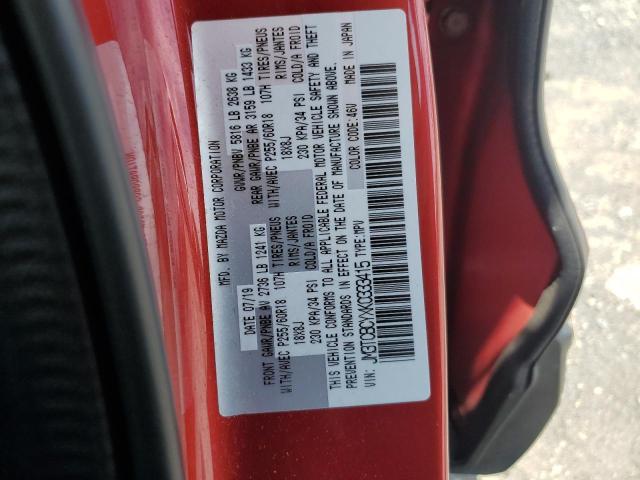 MFD. BY MAZDA MOTOR CORPORATION
DATE 07/19 GVWR/PNBV 5816 LB 2638 KG
FRONT GAWR/PNBE AV 2736 LB 1241 KG REAR GAWR/PNBE AR 3159 LB 1433 KG
WITH/AVEC P255/60R18 107H TIRES/PNEUS WITH/AVEC P255/60R18 107H TIRES/PNEUS
18X8J RIMS/JANTES 18X8J RIMS/JANTES
230 KPA/34 PSI COLD/A FROID 230 KPA/34 PSI COLD/A FROID
THIS VEHICLE CONFORMS TO ALL APPLICABLE FEDERAL MOTOR VEHICLE SAFETY AND THEFT
PREVENTION STANDARDS IN EFFECT ON THE DATE OF MANUFACTURE SHOWN ABOVE.
COLOR CODE:46V MADE IN JAPAN
VIN: JM3TCBCYXK0333415 TYPE:MPV